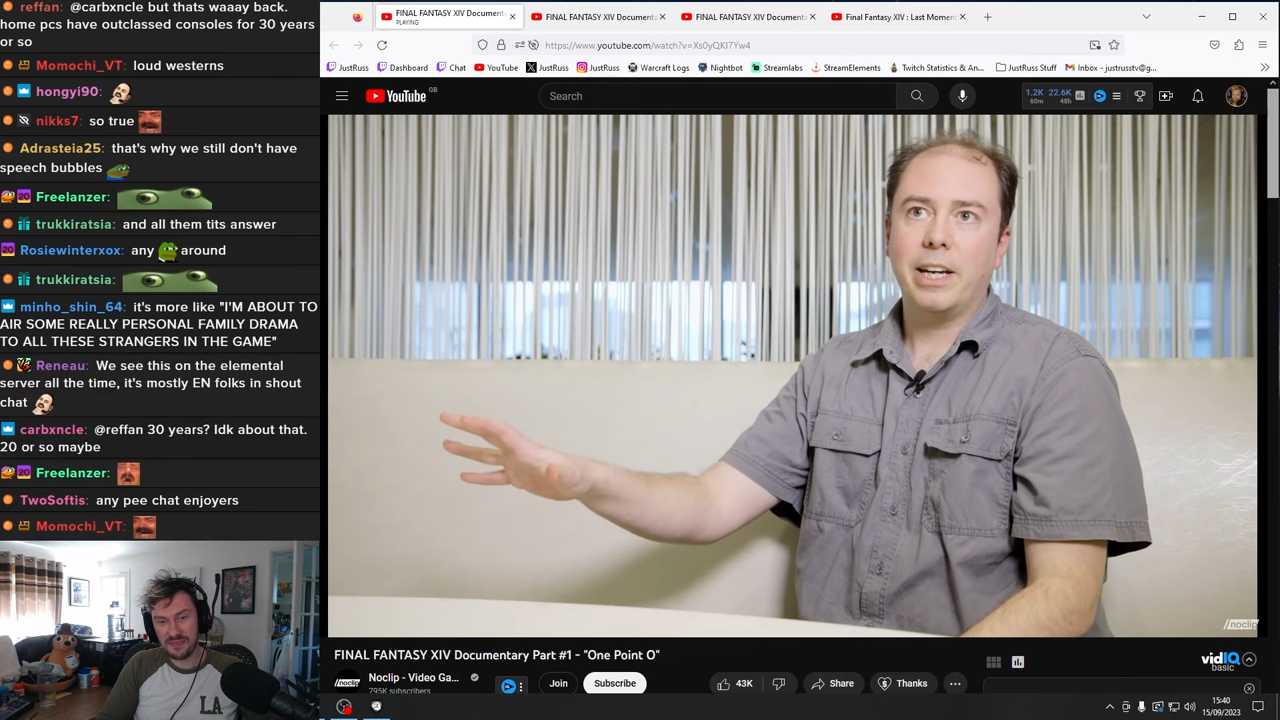 reffan: @carbxncle but thats waaay back.
home pcs have outclassed consoles for 30 years
or so
Momochi_VT: loud westerns
hongyi90:
nikks7: so true
Adrasteia25: that's why we still don't have
speech bubbles
Freelanzer:
trukkiratsia: and all them tits answer
Rosiewinterxox: any around
trukkiratsia:
minho_shin_64: it's more like "I'M ABOUT TO
AIR SOME REALLY PERSONAL FAMILY DRAMA
TO ALL THESE STRANGERS IN THE GAME"
Reneau: We see this on the elemental
server all the time, it's mostly EN folks in shout
chat
carbxncle: @reffan 30 years? Idk about that.
20 or so maybe
Freelanzer:
TwoSoftis: any pee chat enjoyers
Momochi_VT:
LA
FINAL FANTASY XIV Documenta
PLAYING
FINAL FANTASY XIV Documenta
FINAL FANTASY XIV Documenta
Final Fantasy XIV : Last Moment
https://www.youtube.com/watch?v=Xs0yQKI7Yw4
JustRuss
Dashboard
Chat
YouTube
JustRuss
JustRuss
Warcraft Logs
Nightbot
Streamlabs
StreamElements
Twitch Statistics & An...
JustRuss Stuff
Inbox - justrusstv@g...
YouTube GB
Search
1.2K 22.6K
60m 48h
/noclip
FINAL FANTASY XIV Documentary Part #1 - "One Point O"
vidIQ
basic
/noclip
Noclip - Video Ga...
795K subscribers
Join
Subscribe
43K
Share
Thanks
15:40
15/09/2023